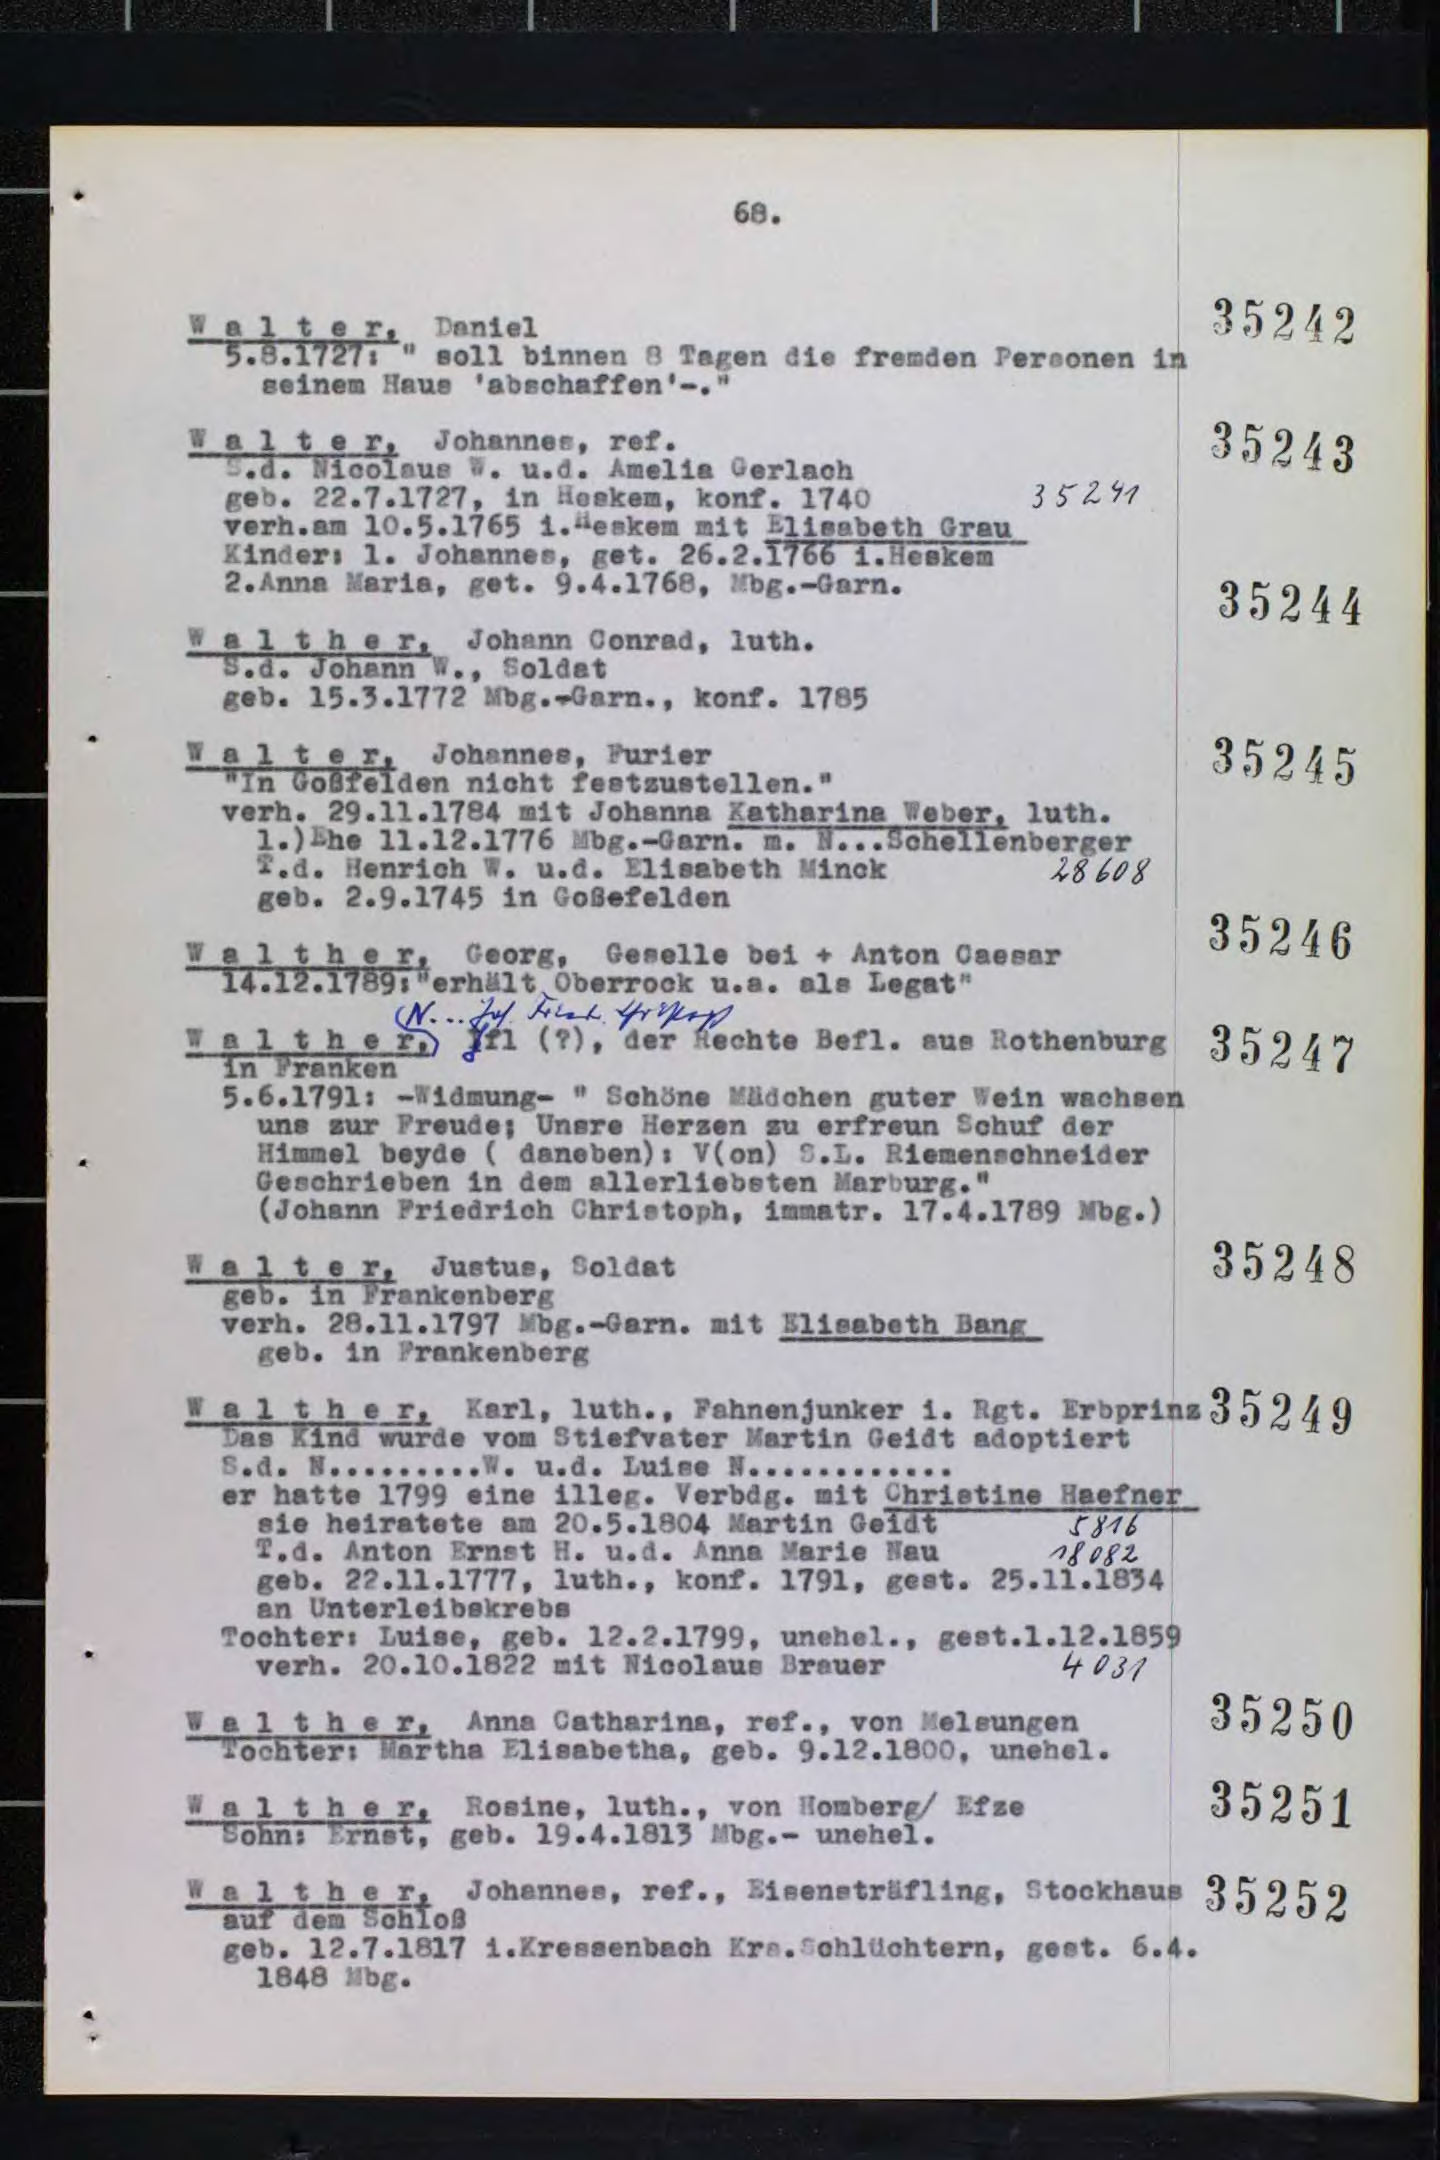 68.
W a l t e r, Daniel 35242
5.8.1727: " soll binnen 8 Tagen die fremden Personen in
seinem Haus 'abschaffen'-."
W a l t e r, Johannes, ref. 35243
S.d. Nicolaus W. u.d. Amelia Gerlach
geb. 22.7.1727, in Heskem, konf. 1740 35241
verh.am 10.5.1765 i.Heskem mit Elisabeth Grau
Kinder: 1. Johannes, get. 26.2.1766 i.Heskem
2.Anna Maria, get. 9.4.1768, Mbg.-Garn.
35244
W a l t h e r, Johann Conrad, luth.
S.d. Johann W., Soldat
geb. 15.3.1772 Mbg.-Garn., konf. 1785
W a l t e r, Johannes, Furier 35245
"In Goßfelden nicht festzustellen."
verh. 29.11.1784 mit Johanna Katharina Weber, luth.
1.)Ehe 11.12.1776 Mbg.-Garn. m. N...Schellenberger
T.d. Henrich W. u.d. Elisabeth Minck 28608
geb. 2.9.1745 in Goßefelden
W a l t h e r, Georg, Geselle bei + Anton Caesar 35246
14.12.1789:"erhält Oberrock u.a. als Legat"
(N... Joh. Friedr. Christoph
W a l t h e r,) Jfl (?), der Rechte Befl. aus Rothenburg 35247
in Franken
5.6.1791: -Widmung- " Schöne Mädchen guter Wein wachsen
uns zur Freude; Unsre Herzen zu erfreun Schuf der
Himmel beyde ( daneben): V(on) S.L. Riemenschneider
Geschrieben in dem allerliebsten Marburg."
(Johann Friedrich Christoph, immatr. 17.4.1789 Mbg.)
W a l t e r, Justus, Soldat 35248
geb. in Frankenberg
verh. 28.11.1797 Mbg.-Garn. mit Elisabeth Bang
geb. in Frankenberg
W a l t h e r, Karl, luth., Fahnenjunker i. Rgt. Erbprinz 35249
Das Kind wurde vom Stiefvater Martin Geidt adoptiert
S.d. N..........W. u.d. Luise N.............
er hatte 1799 eine illeg. Verbdg. mit Christine Haefner
sie heiratete am 20.5.1804 Martin Geidt 5816
T.d. Anton Ernst H. u.d. Anna Marie Nau 18082
geb. 22.11.1777, luth., konf. 1791, gest. 25.11.1834
an Unterleibskrebs
Tochter: Luise, geb. 12.2.1799, unehel., gest.1.12.1859
verh. 20.10.1822 mit Nicolaus Brauer 4031
W a l t h e r, Anna Catharina, ref., von Melsungen 35250
Tochter: Martha Elisabetha, geb. 9.12.1800, unehel.
W a l t h e r, Rosine, luth., von Homberg/ Efze 35251
Sohn: Ernst, geb. 19.4.1813 Mbg.- unehel.
W a l t h e r, Johannes, ref., Eisensträfling, Stockhaus 35252
auf dem Schloß
geb. 12.7.1817 i.Kressenbach Krs.Schlüchtern, gest. 6.4.
1848 Mbg.